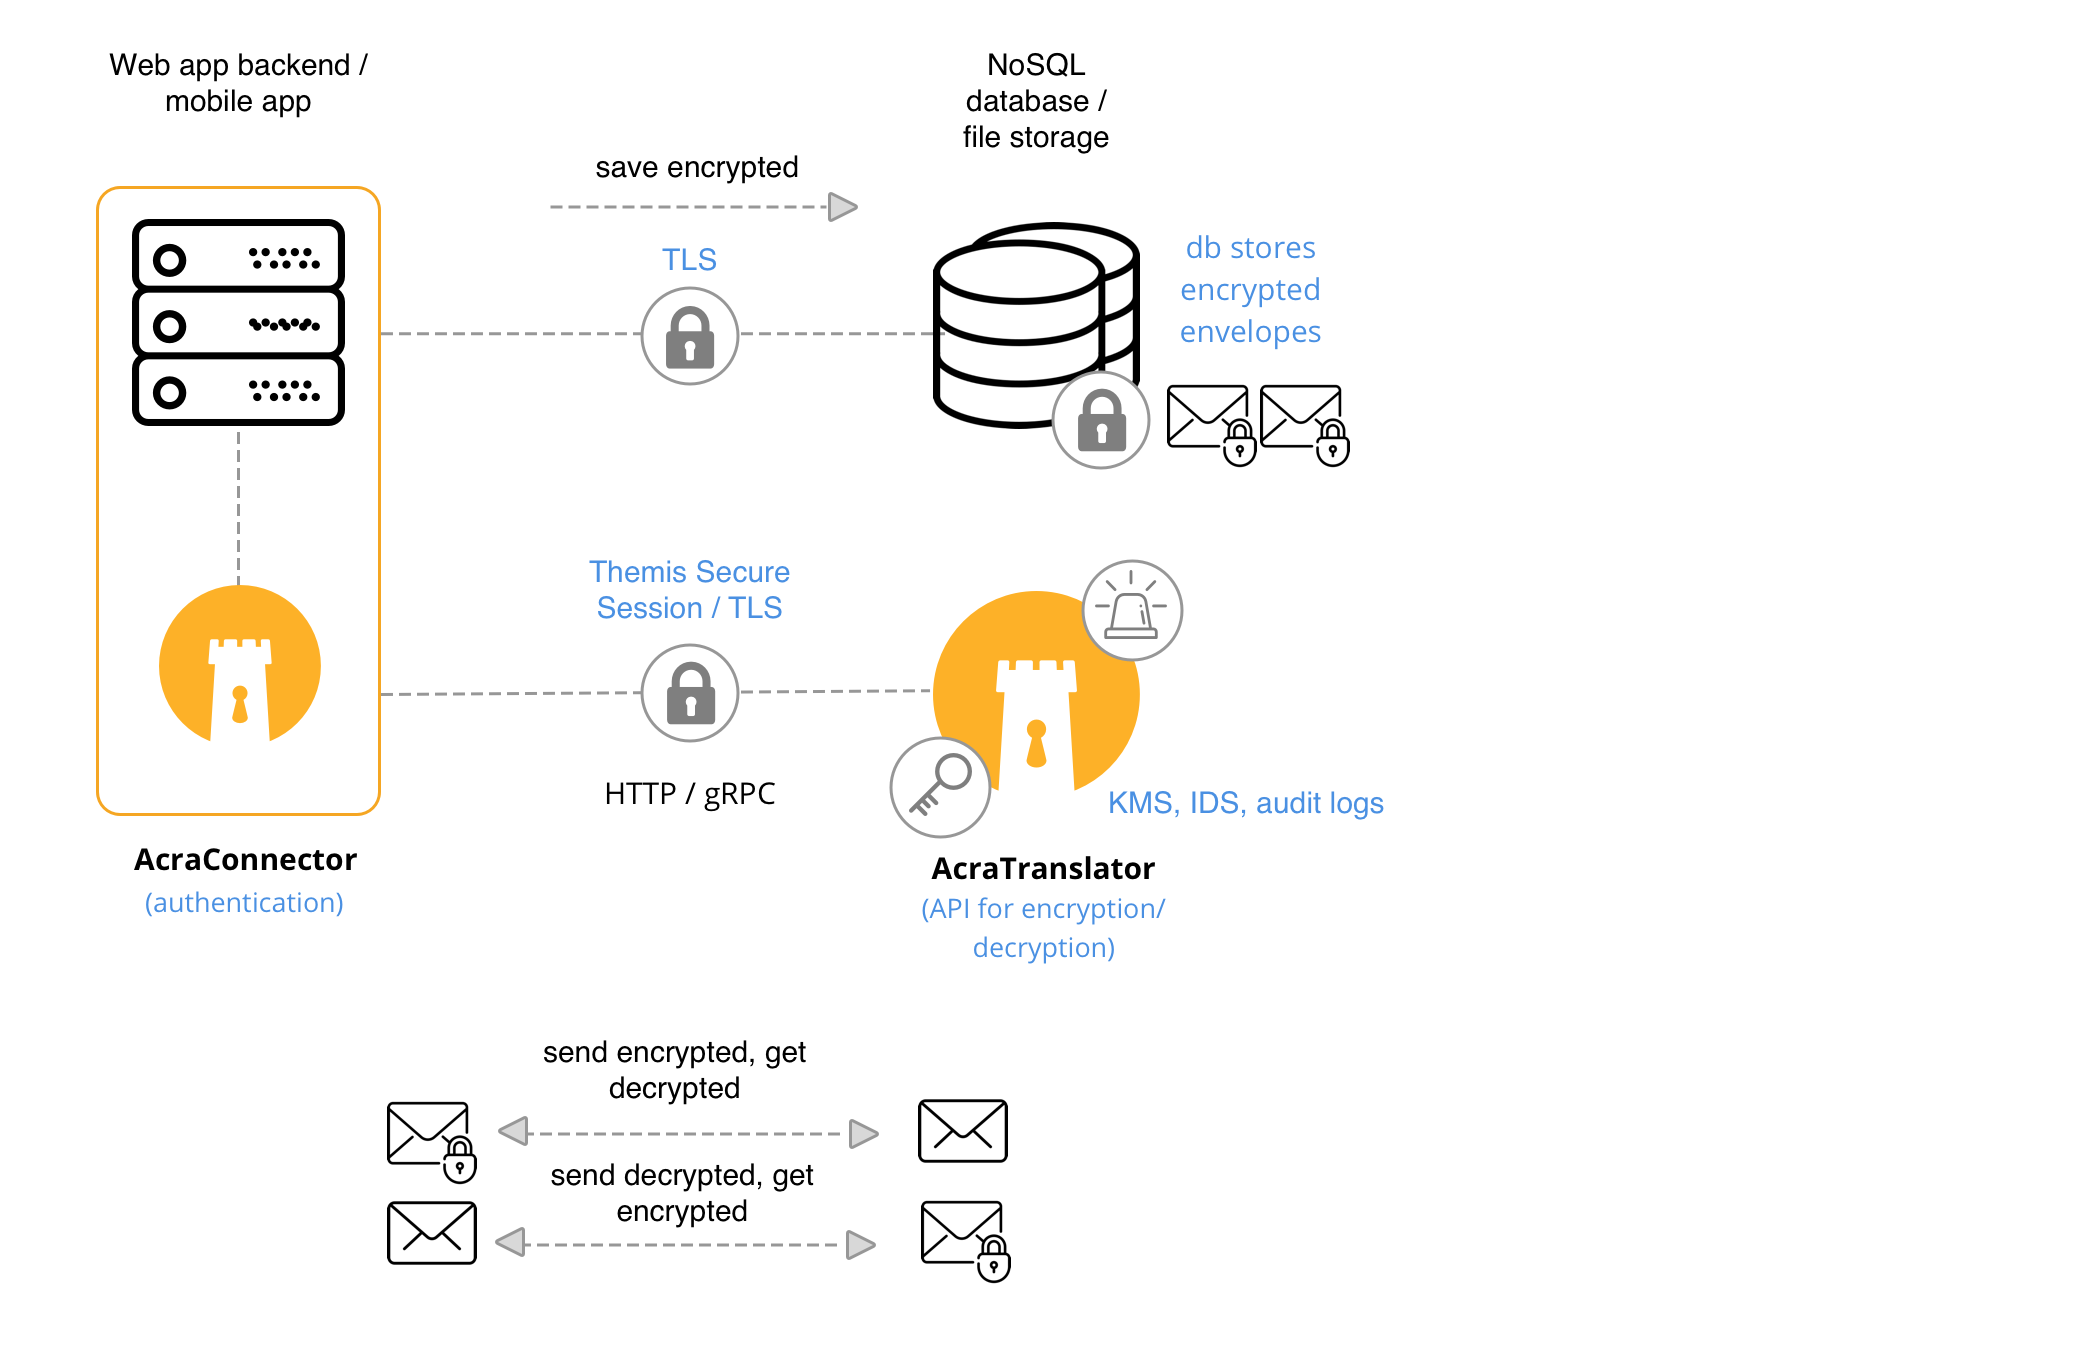 Web app backend /
mobile app
NoSQL
database /
file storage
save encrypted
TLS
db stores
encrypted
envelopes
Themis Secure
Session / TLS
HTTP / gRPC
KMS, IDS, audit logs
AcraConnector
(authentication)
AcraTranslator
(API for encryption/
decryption)
send encrypted, get
decrypted
send decrypted, get
encrypted